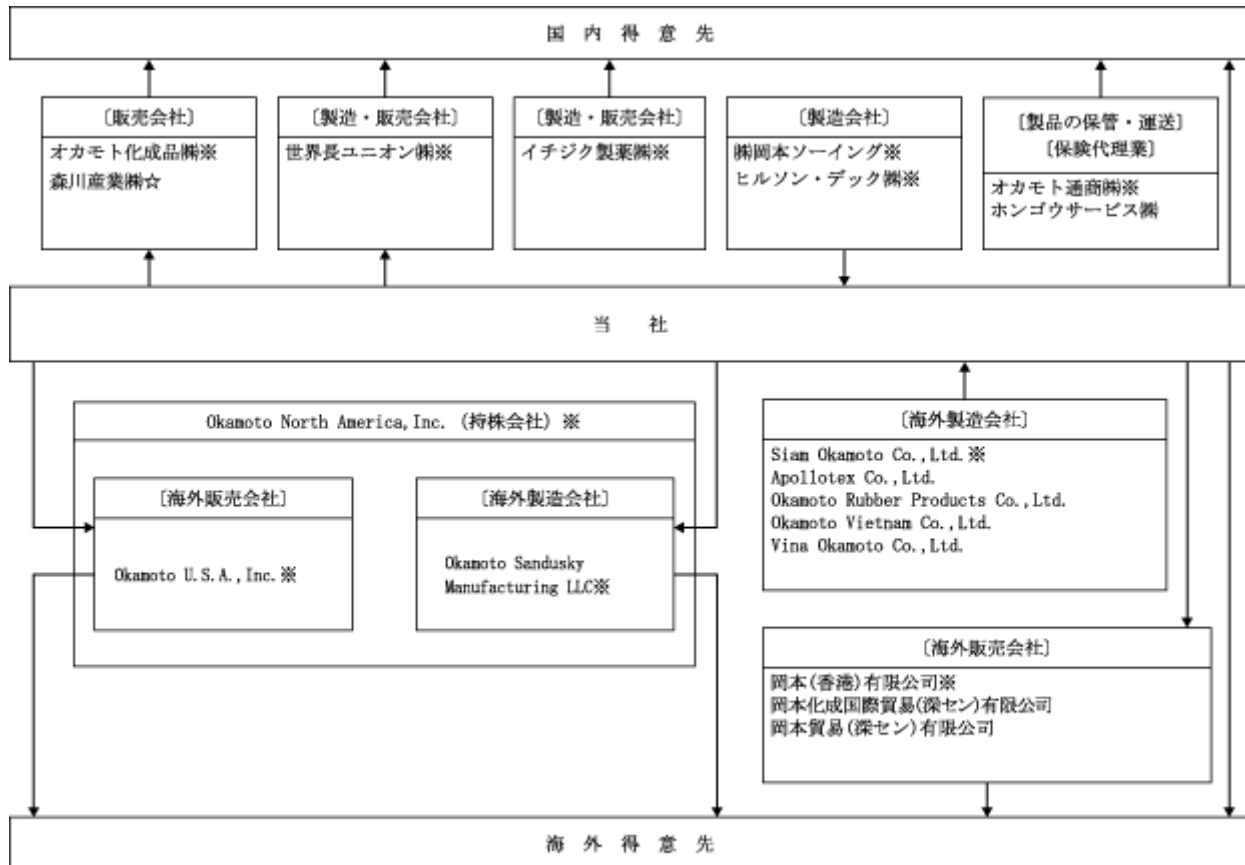 国内得意先
〔販売会社〕
オカモト化成品㈱※
森川産業㈱☆
〔製造・販売会社〕
世界長ユニオン㈱※
〔製造・販売会社〕
イチジク製薬㈱※
〔製造会社〕
㈱岡本ソーイング※
ヒルソン・デック㈱※
〔製品の保管・運送〕
〔保険代理業〕
オカモト通商㈱※
ホンゴウサービス㈱
当社
Okamoto North America,Inc. (持株会社) ※
〔海外販売会社〕
Okamoto U.S.A.,Inc.※
〔海外製造会社〕
Okamoto Sandusky
Manufacturing LLC※
〔海外製造会社〕
Siam Okamoto Co.,Ltd.※
Apollotex Co.,Ltd.
Okamoto Rubber Products Co.,Ltd.
Okamoto Vietnam Co.,Ltd.
Vina Okamoto Co.,Ltd.
〔海外販売会社〕
岡本(香港)有限公司※
岡本化成国際貿易(深セン)有限公司
岡本貿易(深セン)有限公司
海外得意先